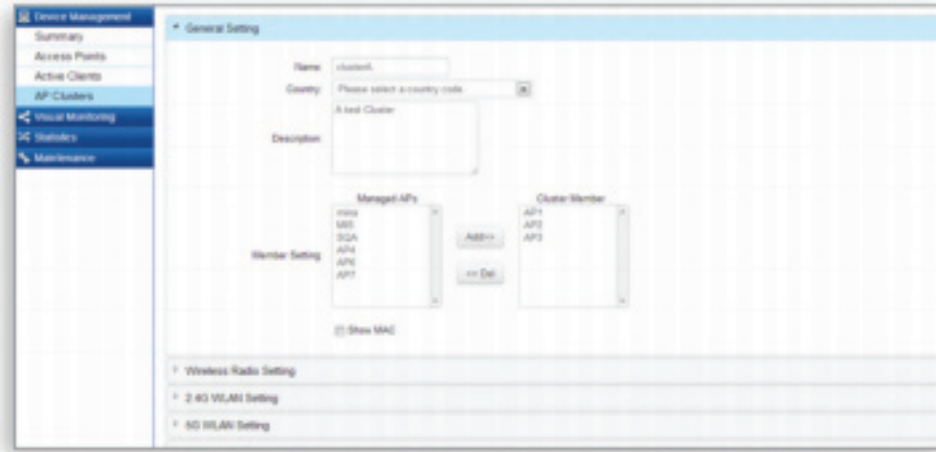 Device Management
Summary
Access Points
Active Clients
AP Clusters
Visual Monitoring
Statistics
Maintenance
General Setting
Name
Country
Please select a country code.
Description
A test Cluster
Member Setting
Managed APs
MIS
SQA
AP4
AP6
AP7
Add>>
<< Del
Cluster Member
AP1
AP2
AP3
Show MAC
Wireless Radio Setting
2.4G WLAN Setting
5G WLAN Setting